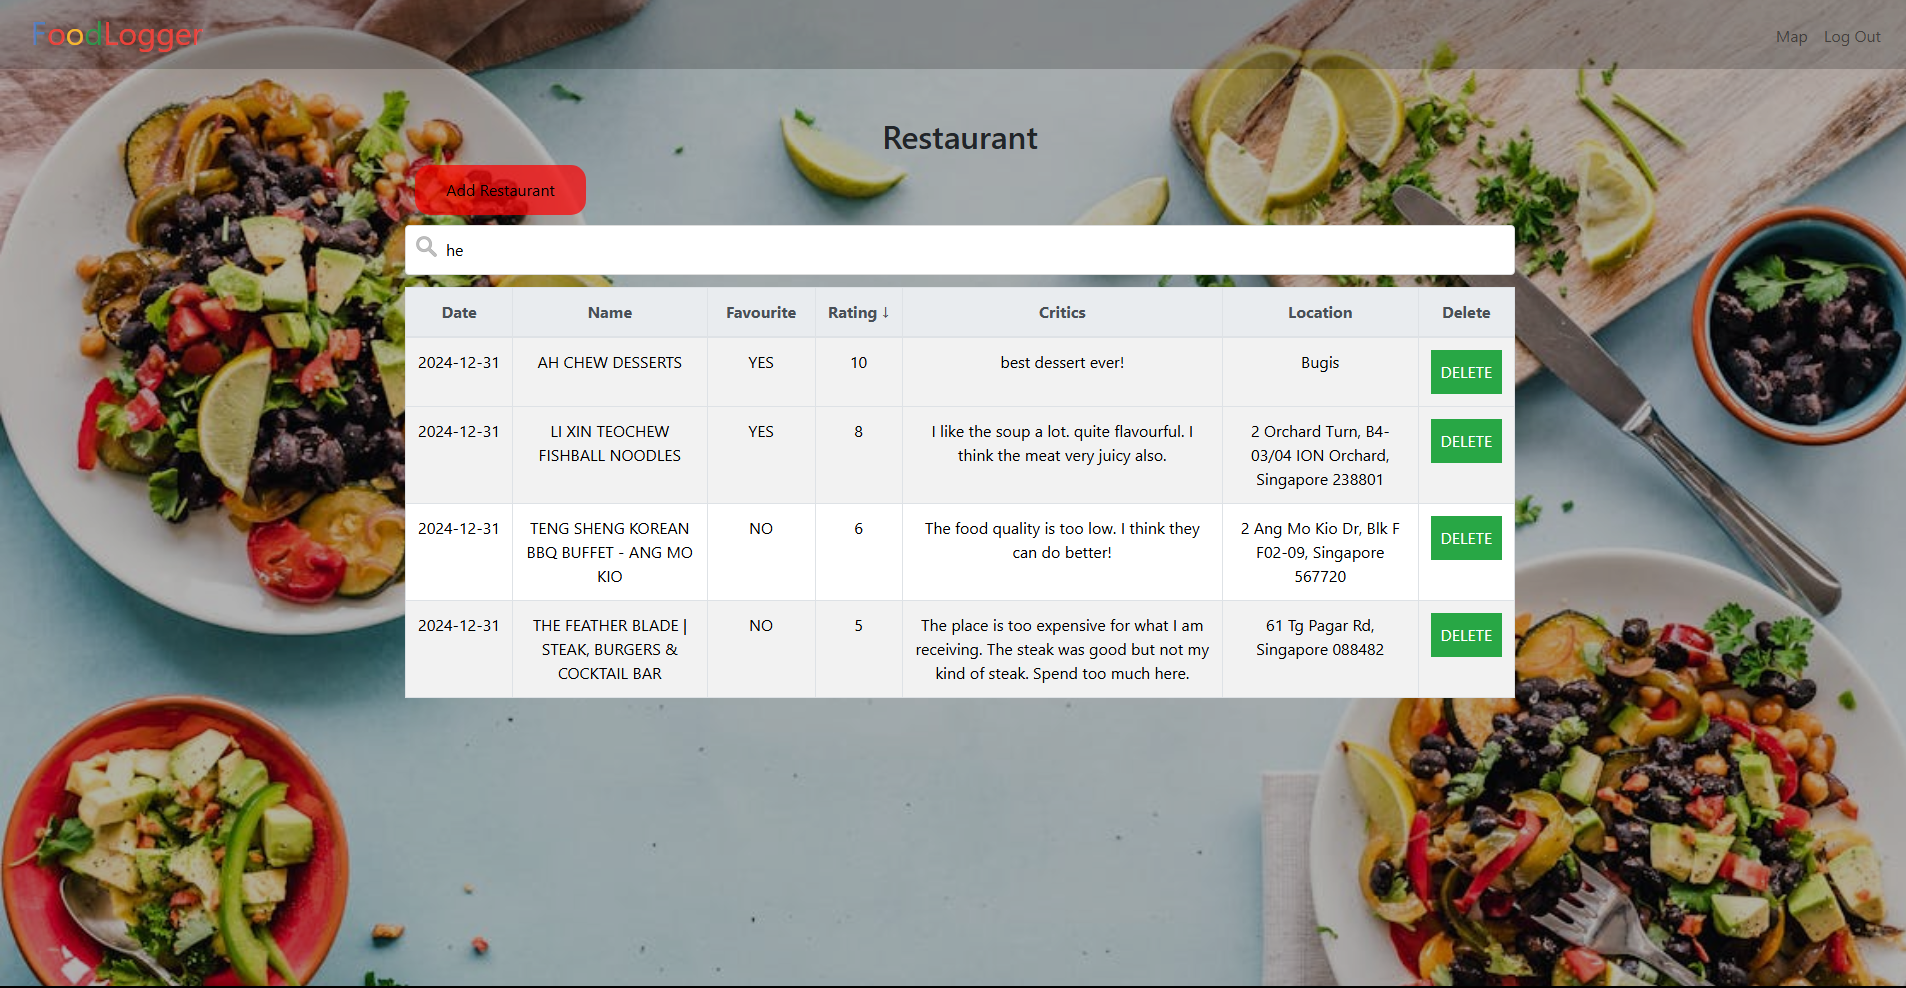 FoodLogger
Map Log Out
Restaurant
Add Restaurant
he
Date Name Favourite Rating ↓ Critics Location Delete
2024-12-31 AH CHEW DESSERTS YES 10 best dessert ever! Bugis DELETE
2024-12-31 LI XIN TEOCHEW YES 8 I like the soup a lot. quite flavourful. I 2 Orchard Turn, B4- DELETE
FISHBALL NOODLES think the meat very juicy also. 03/04 ION Orchard,
Singapore 238801
2024-12-31 TENG SHENG KOREAN NO 6 The food quality is too low. I think they 2 Ang Mo Kio Dr, Blk F DELETE
BBQ BUFFET - ANG MO can do better! F02-09, Singapore
KIO 567720
2024-12-31 THE FEATHER BLADE | NO 5 The place is too expensive for what I am 61 Tg Pagar Rd, DELETE
STEAK, BURGERS & receiving. The steak was good but not my Singapore 088482
COCKTAIL BAR kind of steak. Spend too much here.